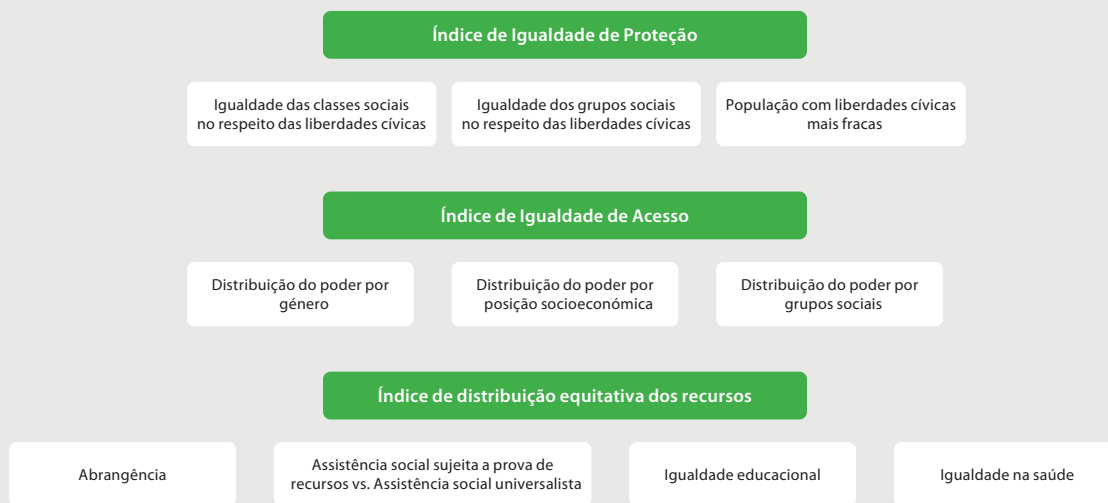 Índice de Igualdade de Proteção
Igualdade das classes sociais
no respeito das liberdades cívicas
Igualdade dos grupos sociais
no respeito das liberdades cívicas
População com liberdades cívicas
mais fracas
Índice de Igualdade de Acesso
Distribuição do poder por
género
Distribuição do poder por
posição socioeconómica
Distribuição do poder por
grupos sociais
Índice de distribuição equitativa dos recursos
Abrangência
Assistência social sujeita a prova de
recursos vs. Assistência social universalista
Igualdade educacional
Igualdade na saúde